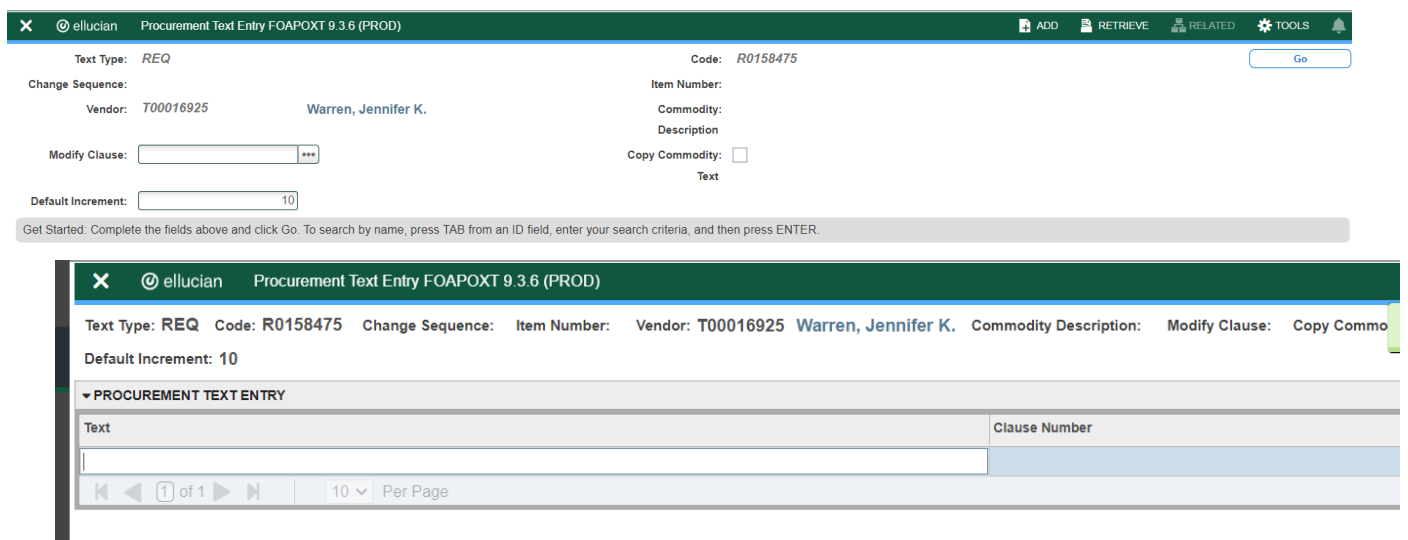 ✕ ellucian Procurement Text Entry FOAPOXT 9.3.6 (PROD) ADD RETRIEVE RELATED TOOLS
Text Type: REQ Code: R0158475 Go
Change Sequence: Item Number:
Vendor: T00016925 Warren, Jennifer K. Commodity:
Description
Modify Clause: ... Copy Commodity:
Text
Default Increment: 10
Get Started: Complete the fields above and click Go. To search by name, press TAB from an ID field, enter your search criteria, and then press ENTER.
✕ ellucian Procurement Text Entry FOAPOXT 9.3.6 (PROD)
Text Type: REQ Code: R0158475 Change Sequence: Item Number: Vendor: T00016925 Warren, Jennifer K. Commodity Description: Modify Clause: Copy Commo
Default Increment: 10
PROCUREMENT TEXT ENTRY
Text Clause Number
1 of 1 10 Per Page